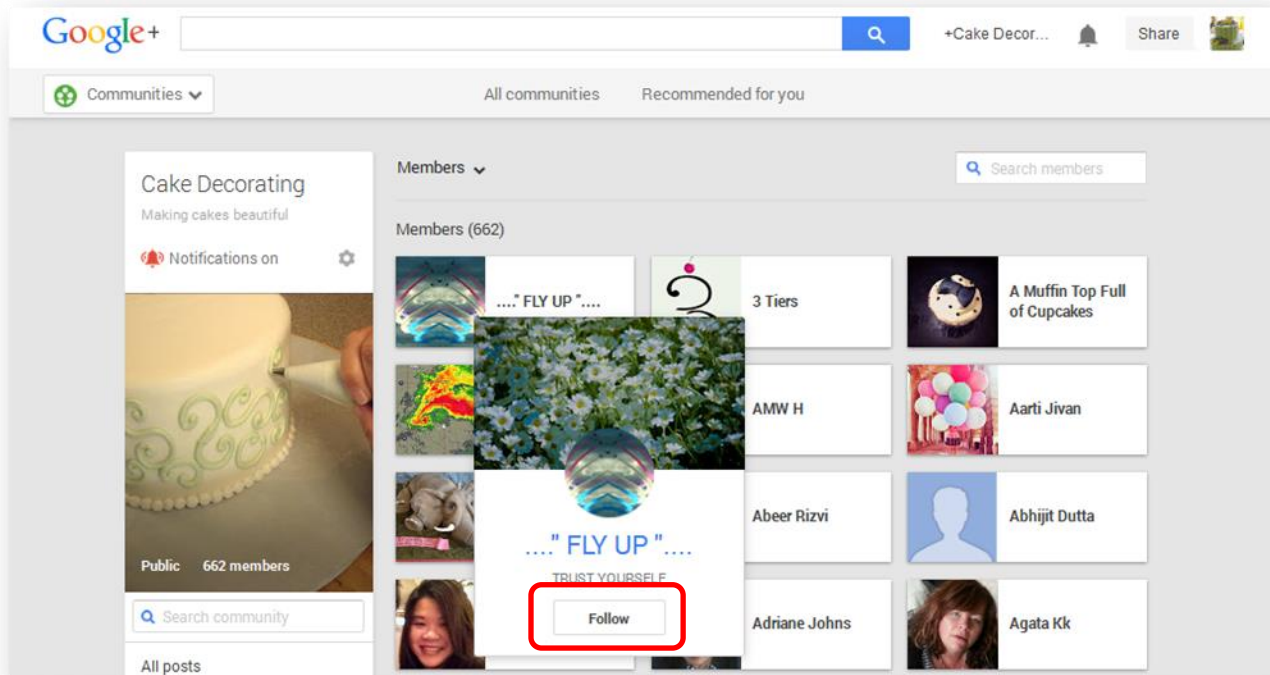 Google+
+Cake Decor...
Share
Communities
All communities
Recommended for you
Cake Decorating
Making cakes beautiful
Notifications on
Public 662 members
Search community
All posts
Members
Search members
Members (662)
...." FLY UP "....
3 Tiers
A Muffin Top Full
of Cupcakes
AMW H
Aarti Jivan
Abeer Rizvi
Abhijit Dutta
Adriane Johns
Agata Kk
...." FLY UP "....
TRUST YOURSELF
Follow